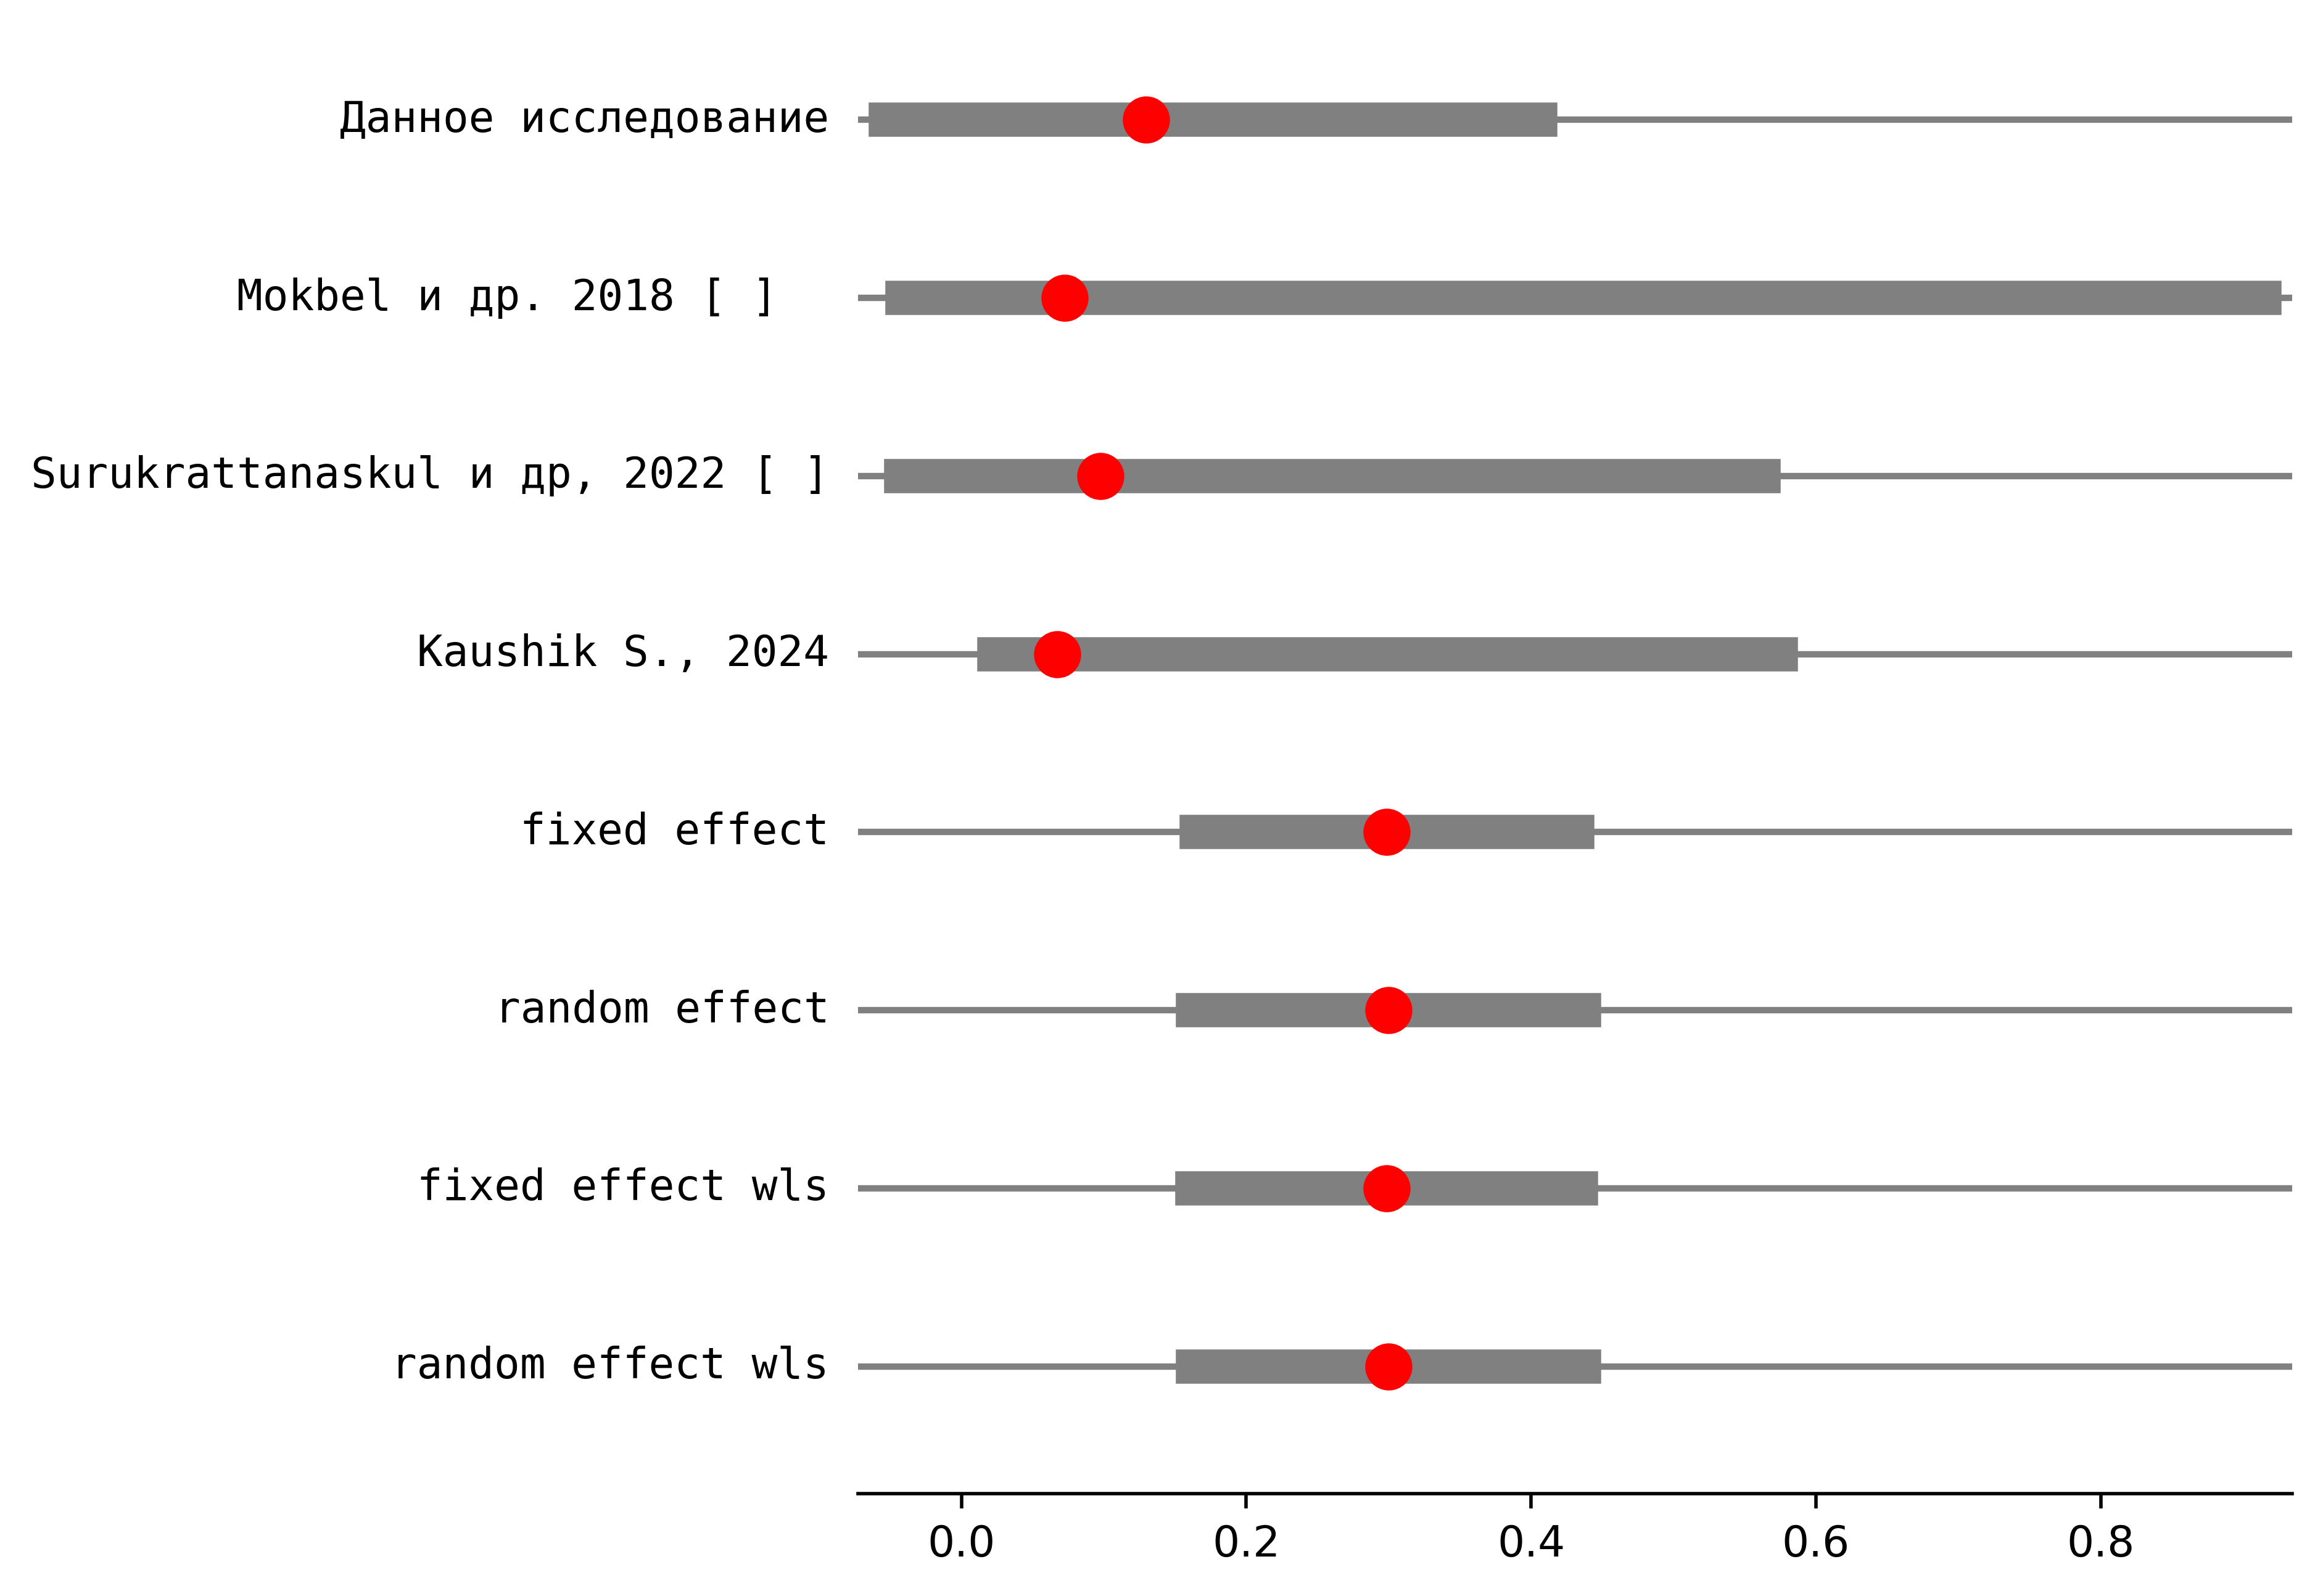 Данное исследование
Mokbel и др. 2018 [ ]
Surukrattanaskul и др, 2022 [ ]
Kaushik S., 2024
fixed effect
random effect
fixed effect wls
random effect wls
0.0 0.2 0.4 0.6 0.8